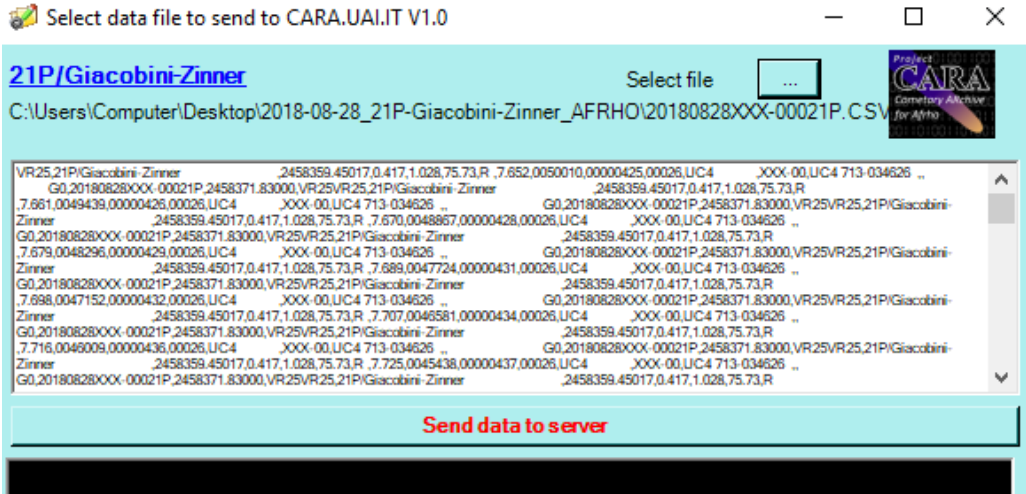 Select data file to send to CARA.UAI.IT V1.0
21P/Giacobini-Zinner
Select file
...
C:\Users\Computer\Desktop\2018-08-28_21P-Giacobini-Zinner_AFRHO\20180828XXX-00021P.CSV
Project
CARA
Cometary ARchive
for Afrho
VR25,21P/Giacobini-Zinner ,2458359.45017,0.417,1.028,75.73,R ,7.652,0050010,00000425,00026,UC4 ,XXX-00,UC4 713-034626 ,,
G0,20180828XXX-00021P,2458371.83000,VR25VR25,21P/Giacobini-Zinner ,2458359.45017,0.417,1.028,75.73,R
,7.661,0049439,00000426,00026,UC4 ,XXX-00,UC4 713-034626 ,, G0,20180828XXX-00021P,2458371.83000,VR25VR25,21P/Giacobini-
Zinner ,2458359.45017,0.417,1.028,75.73,R ,7.670,0048867,00000428,00026,UC4 ,XXX-00,UC4 713-034626 ,,
G0,20180828XXX-00021P,2458371.83000,VR25VR25,21P/Giacobini-Zinner ,2458359.45017,0.417,1.028,75.73,R
,7.679,0048296,00000429,00026,UC4 ,XXX-00,UC4 713-034626 ,, G0,20180828XXX-00021P,2458371.83000,VR25VR25,21P/Giacobini-
Zinner ,2458359.45017,0.417,1.028,75.73,R ,7.689,0047724,00000431,00026,UC4 ,XXX-00,UC4 713-034626 ,,
G0,20180828XXX-00021P,2458371.83000,VR25VR25,21P/Giacobini-Zinner ,2458359.45017,0.417,1.028,75.73,R
,7.698,0047152,00000432,00026,UC4 ,XXX-00,UC4 713-034626 ,, G0,20180828XXX-00021P,2458371.83000,VR25VR25,21P/Giacobini-
Zinner ,2458359.45017,0.417,1.028,75.73,R ,7.707,0046581,00000434,00026,UC4 ,XXX-00,UC4 713-034626 ,,
G0,20180828XXX-00021P,2458371.83000,VR25VR25,21P/Giacobini-Zinner ,2458359.45017,0.417,1.028,75.73,R
,7.716,0046009,00000436,00026,UC4 ,XXX-00,UC4 713-034626 ,, G0,20180828XXX-00021P,2458371.83000,VR25VR25,21P/Giacobini-
Zinner ,2458359.45017,0.417,1.028,75.73,R ,7.725,0045438,00000437,00026,UC4 ,XXX-00,UC4 713-034626 ,,
G0,20180828XXX-00021P,2458371.83000,VR25VR25,21P/Giacobini-Zinner ,2458359.45017,0.417,1.028,75.73,R
Send data to server